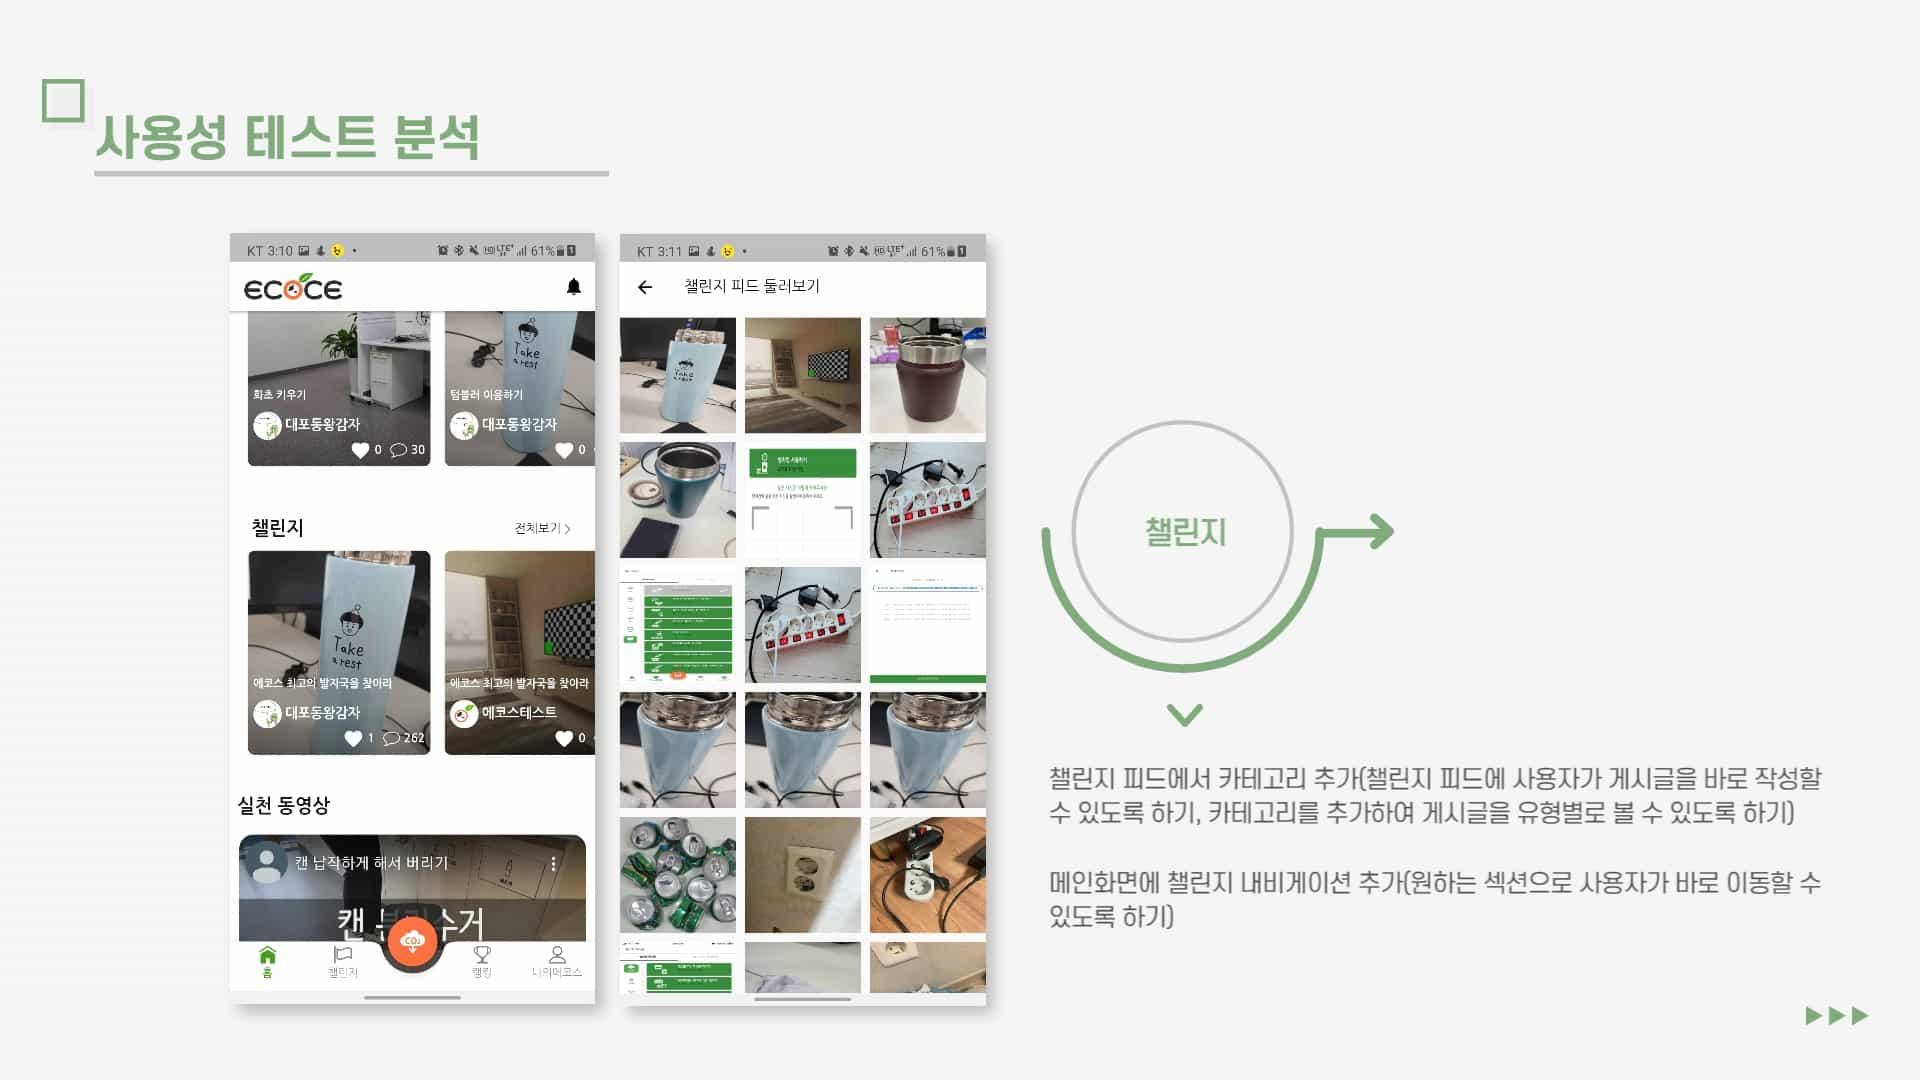 사용성 테스트 분석
KT 3:10
61%
ECOCE
Take
a rest
화초 키우기
텀블러 이용하기
대포동왕감자
대포동왕감자
0 30
0
챌린지
전체보기 >
Take
a rest
에코스 최고의 발자국을 찾아라
에코스 최고의 발자국을 찾아라
대포동왕감자
에코스테스트
1 262
0
실천 동영상
캔 납작하게 해서 버리기
캔 수거
CO₂
홈
챌린지
랭킹
나의에코스
KT 3:11
61%
챌린지 피드 둘러보기
Take
a rest
챌린지
챌린지 피드에서 카테고리 추가(챌린지 피드에 사용자가 게시글을 바로 작성할
수 있도록 하기, 카테고리를 추가하여 게시글을 유형별로 볼 수 있도록 하기)
메인화면에 챌린지 내비게이션 추가(원하는 섹션으로 사용자가 바로 이동할 수
있도록 하기)